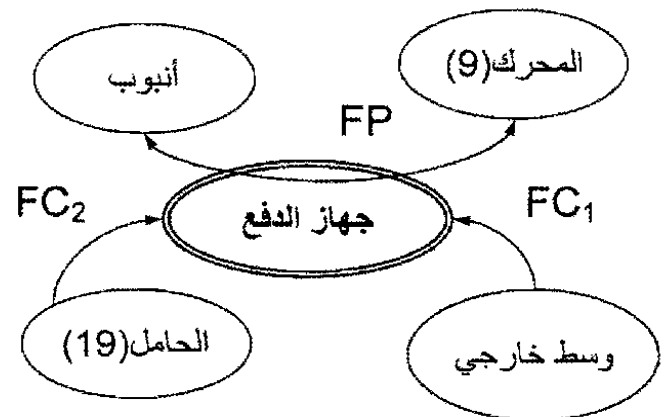 أنبوب
المحرك(9)
FP
FC₂
جهاز الدفع
FC₁
الحامل(19)
وسط خارجي